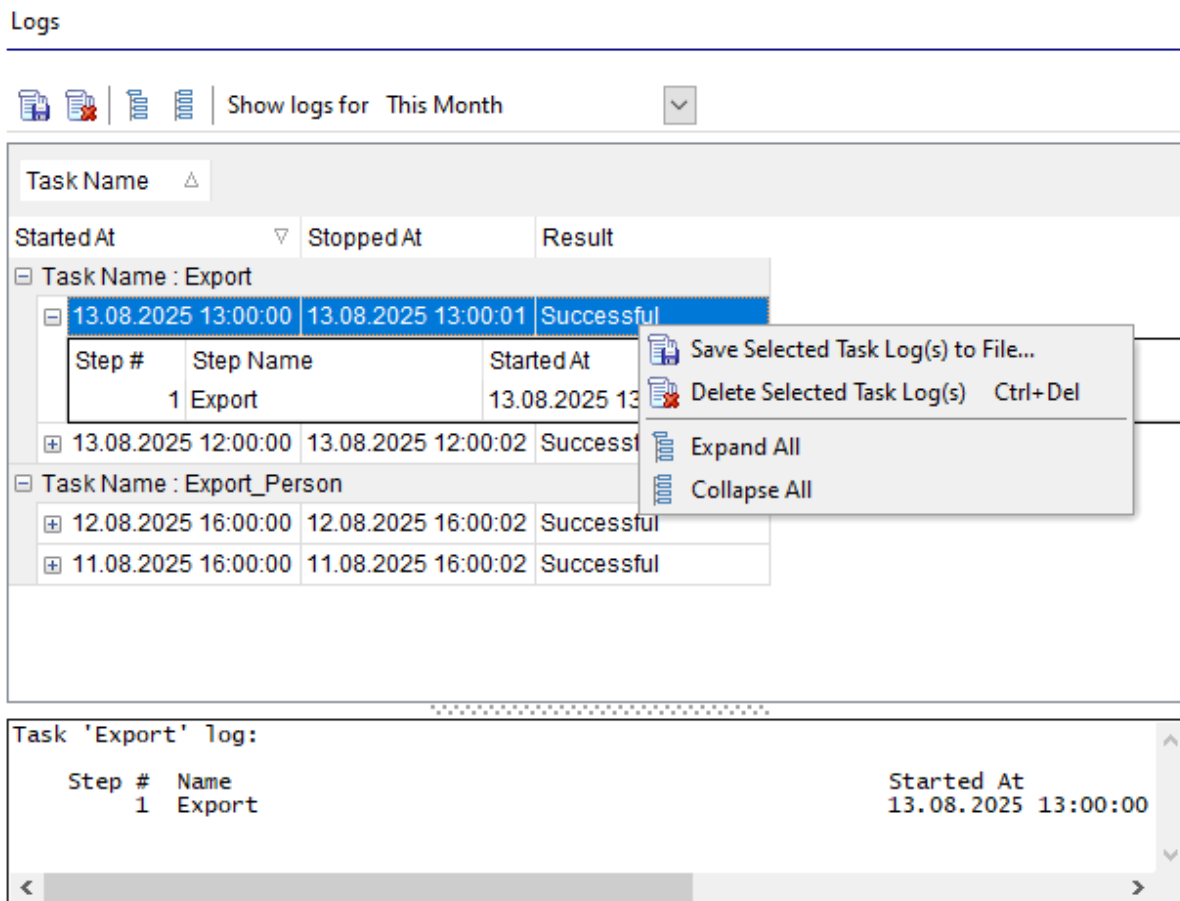 Logs
Show logs for This Month
Task Name
Started At Stopped At Result
Task Name : Export
13.08.2025 13:00:00 13.08.2025 13:00:01 Successful
Step # Step Name Started At
1 Export 13.08.2025 13
13.08.2025 12:00:00 13.08.2025 12:00:02 Success
Task Name : Export_Person
12.08.2025 16:00:00 12.08.2025 16:00:02 Successful
11.08.2025 16:00:00 11.08.2025 16:00:02 Successful
Save Selected Task Log(s) to File...
Delete Selected Task Log(s) Ctrl+Del
Expand All
Collapse All
Task 'Export' log:
Step # Name Started At
1 Export 13.08.2025 13:00:00